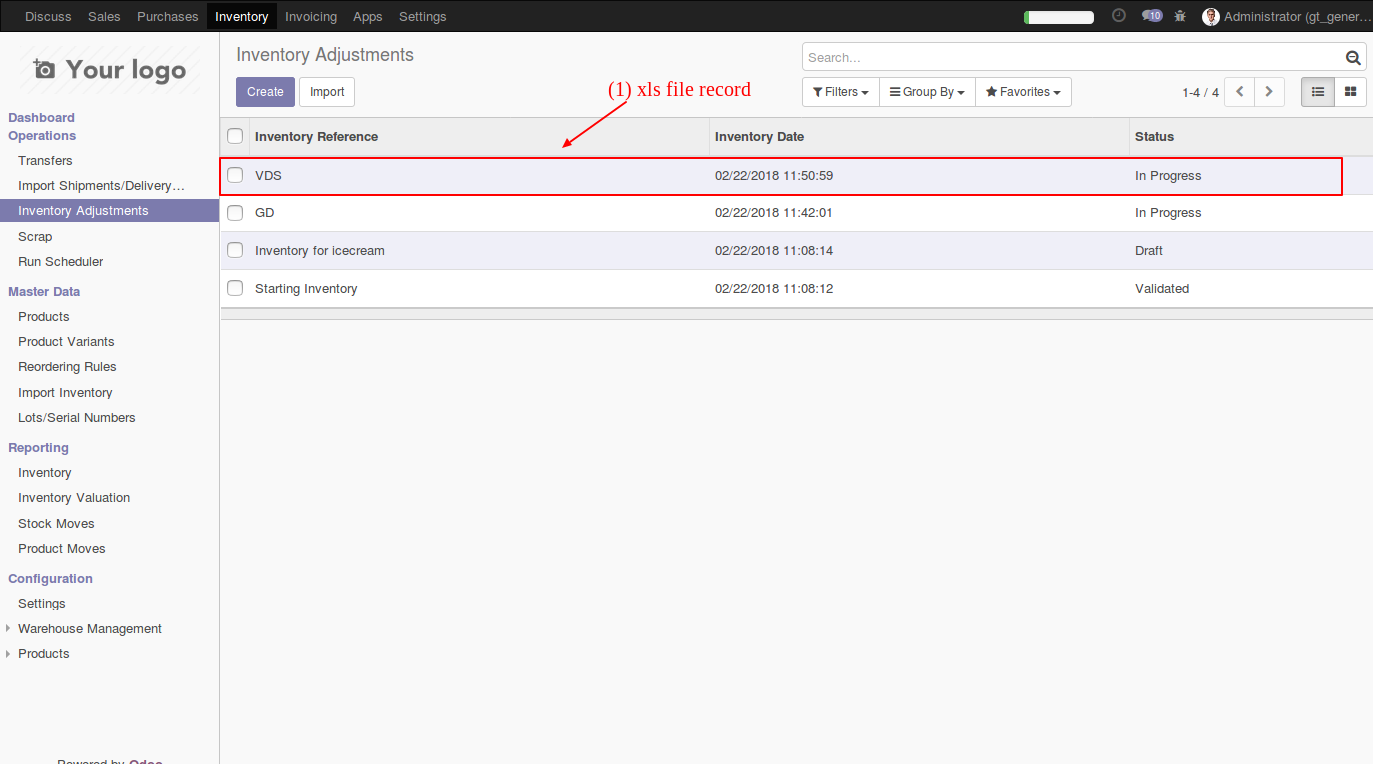 Discuss Sales Purchases Inventory Invoicing Apps Settings 10 Administrator (gt_gener...
Your logo
Inventory Adjustments
Search...
Create Import
(1) xls file record
Filters Group By Favorites 1-4 / 4
Dashboard
Operations
Transfers
Import Shipments/Delivery...
Inventory Adjustments
Scrap
Run Scheduler
Master Data
Products
Product Variants
Reordering Rules
Import Inventory
Lots/Serial Numbers
Reporting
Inventory
Inventory Valuation
Stock Moves
Product Moves
Configuration
Settings
Warehouse Management
Products
Powered by Odoo
Inventory Reference Inventory Date Status
VDS 02/22/2018 11:50:59 In Progress
GD 02/22/2018 11:42:01 In Progress
Inventory for icecream 02/22/2018 11:08:14 Draft
Starting Inventory 02/22/2018 11:08:12 Validated